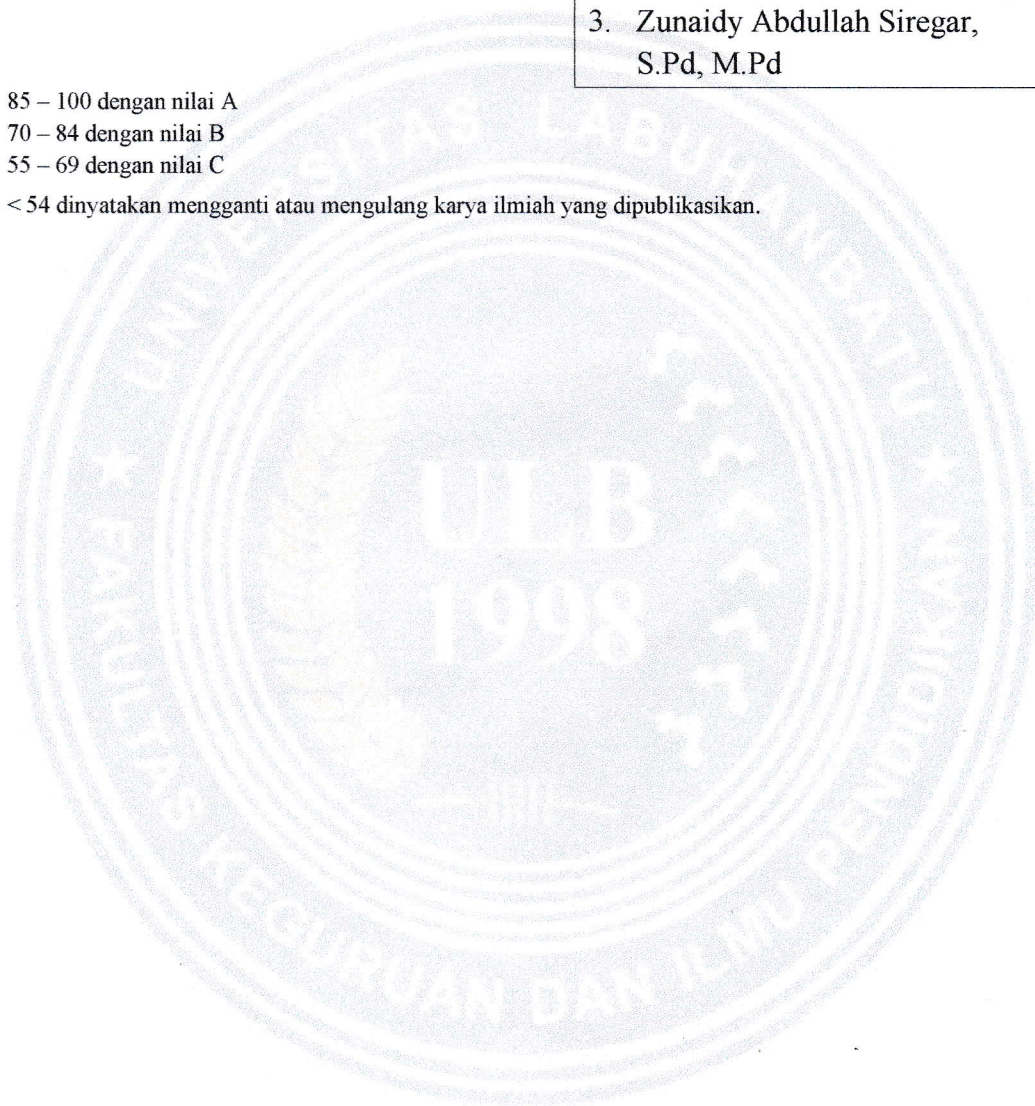 3. Zunaidy Abdullah Siregar,
S.Pd, M.Pd
85 – 100 dengan nilai A
70 – 84 dengan nilai B
55 – 69 dengan nilai C
< 54 dinyatakan mengganti atau mengulang karya ilmiah yang dipublikasikan.
UNIVERSITAS LABUHANBATU
ULB
1998
FAKULTAS KEGURUAN DAN ILMU PENDIDIKAN